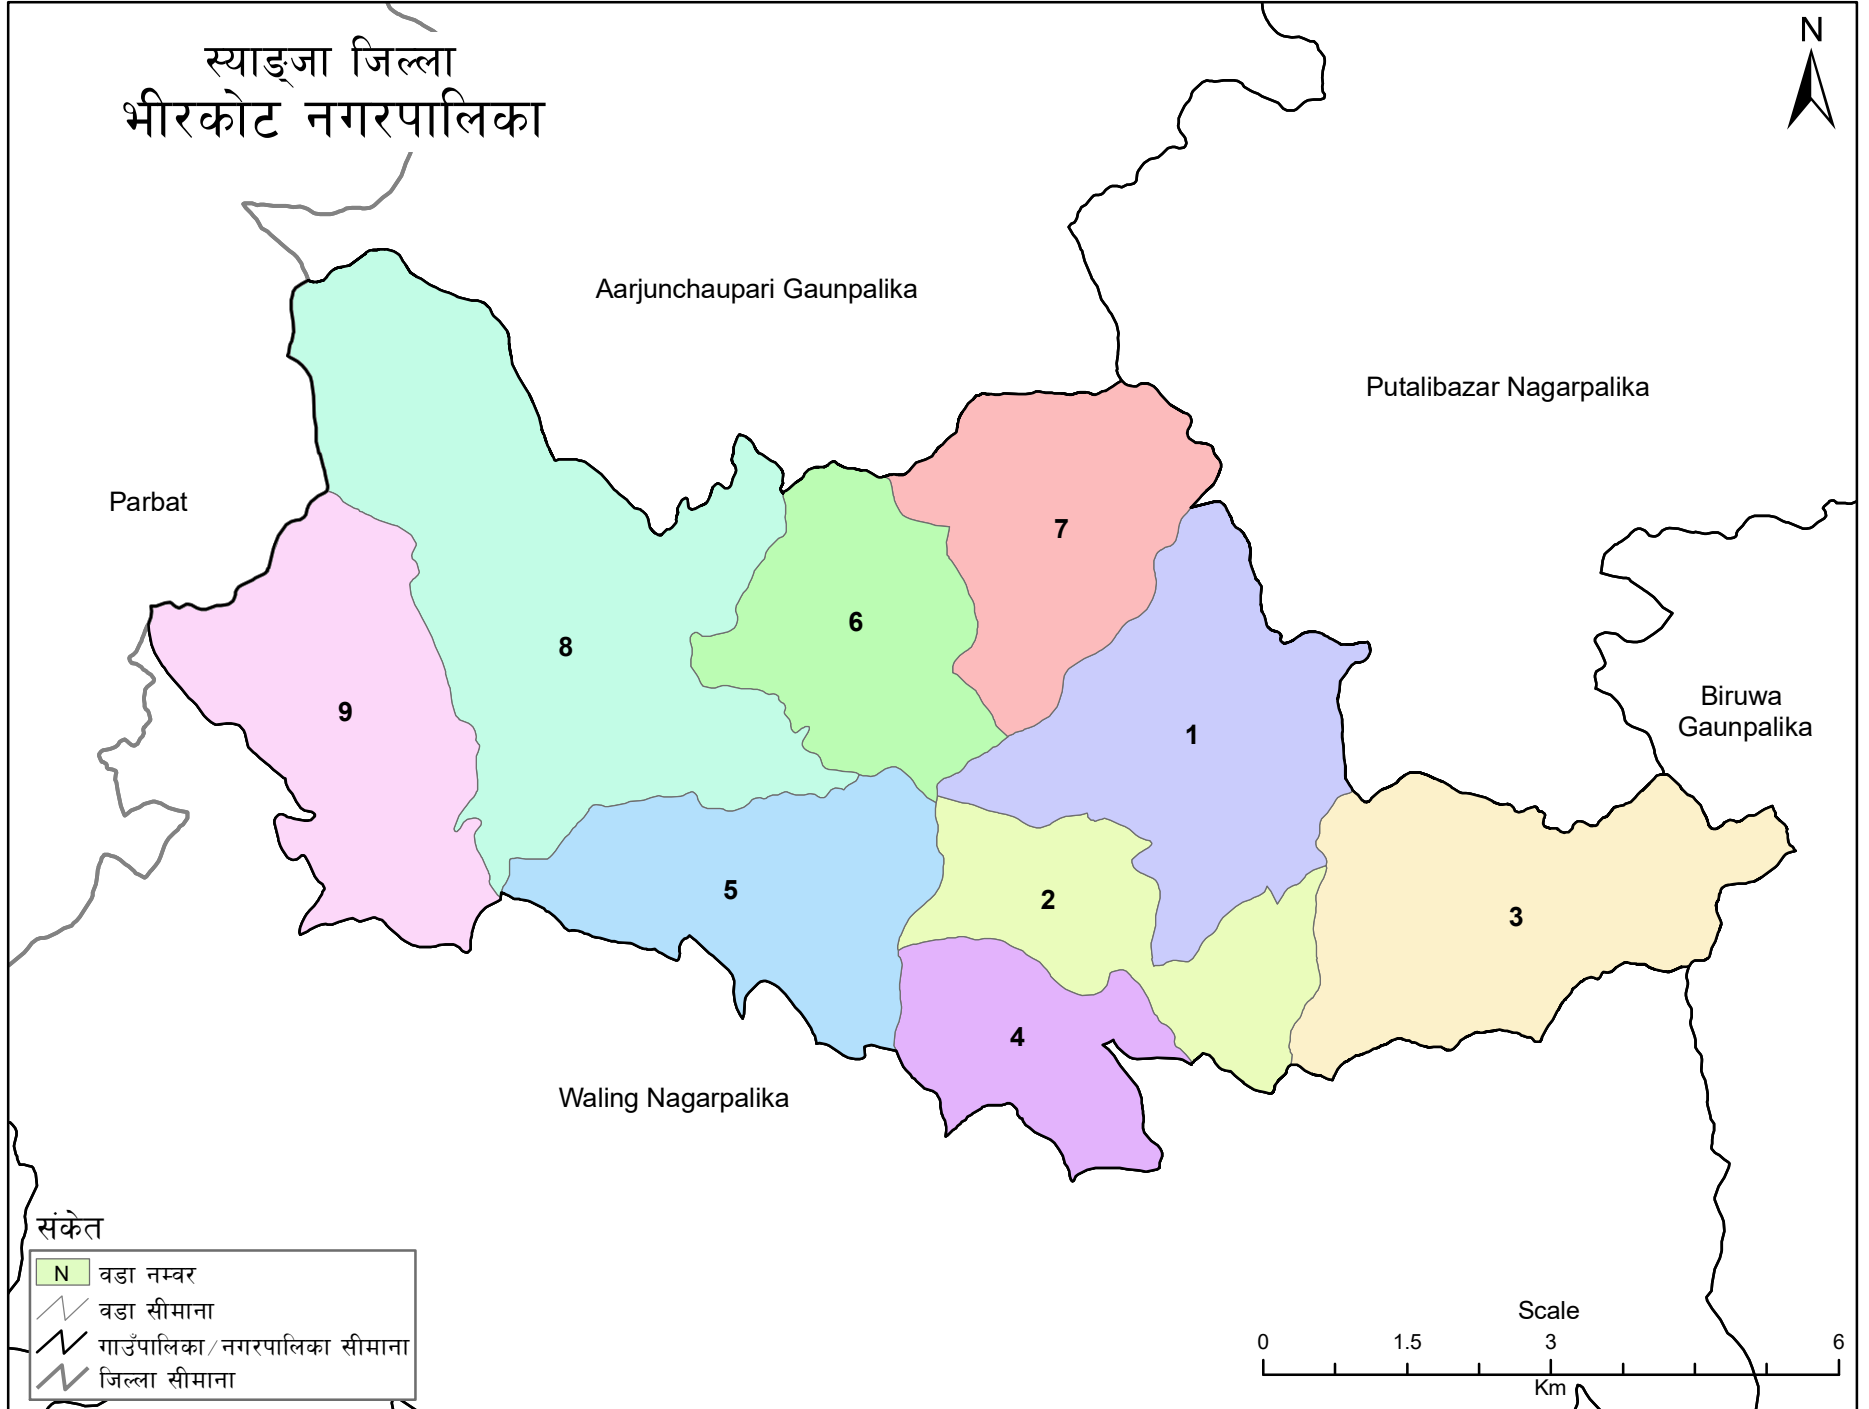 स्याङ्जा जिल्ला
भीरकोट नगरपालिका
N
Aarjunchaupari Gaunpalika
Putalibazar Nagarpalika
Parbat
7
6
8
Biruwa
Gaunpalika
9
1
5
2
3
4
Waling Nagarpalika
संकेत
N वडा नम्वर
वडा सीमाना
गाउँपालिका/नगरपालिका सीमाना
जिल्ला सीमाना
Scale
0 1.5 3 6
Km